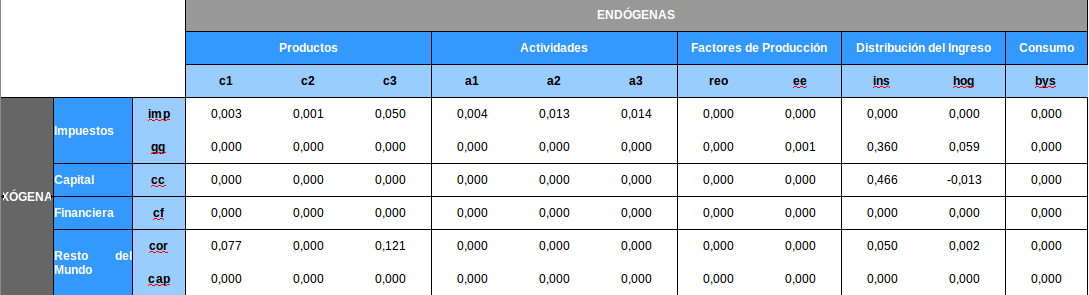 ENDÓGENAS
Productos Actividades Factores de Producción Distribución del Ingreso Consumo
c1 c2 c3 a1 a2 a3 reo ee ins hog bys
XÓGENA
Impuestos
imp 0,003 0,001 0,050 0,004 0,013 0,014 0,000 0,000 0,000 0,000 0,000
gg 0,000 0,000 0,000 0,000 0,000 0,000 0,000 0,001 0,360 0,059 0,000
Capital cc 0,000 0,000 0,000 0,000 0,000 0,000 0,000 0,000 0,466 -0,013 0,000
Financiera cf 0,000 0,000 0,000 0,000 0,000 0,000 0,000 0,000 0,000 0,000 0,000
Resto del
Mundo
cor 0,077 0,000 0,121 0,000 0,000 0,000 0,000 0,000 0,050 0,002 0,000
cap 0,000 0,000 0,000 0,000 0,000 0,000 0,000 0,000 0,000 0,000 0,000